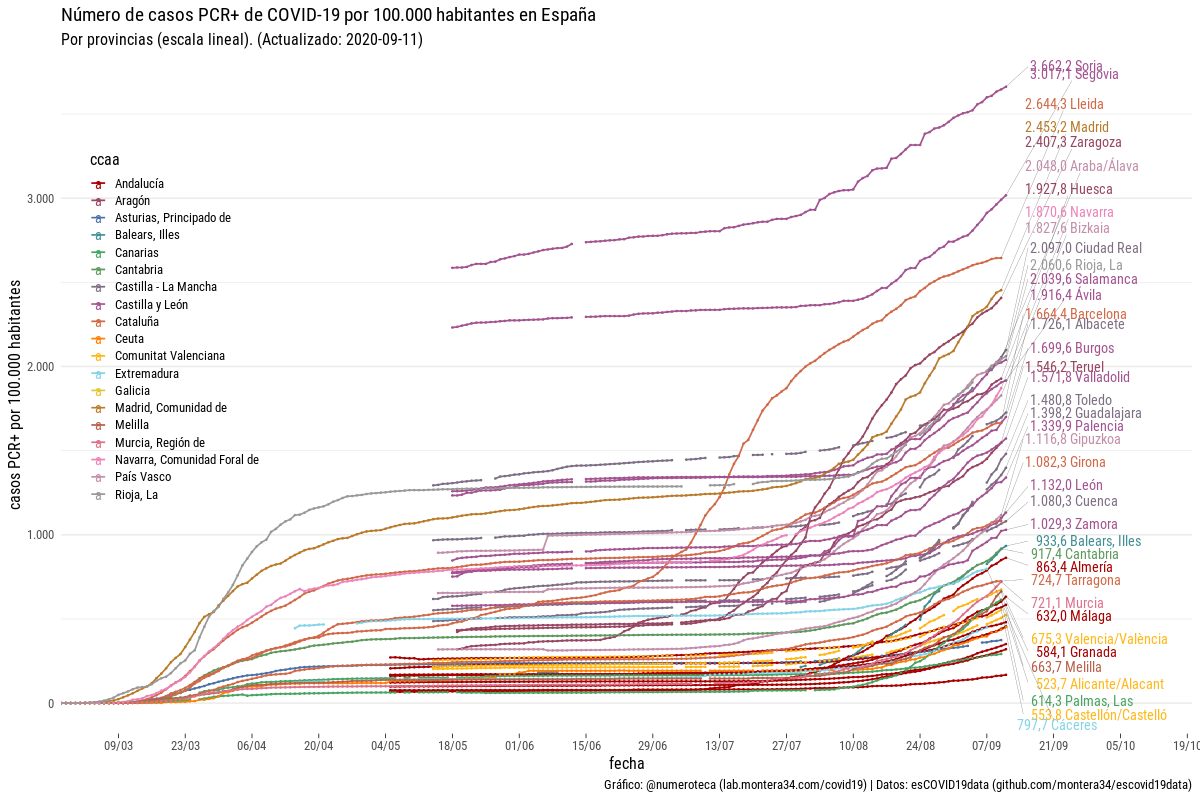 Número de casos PCR+ de COVID-19 por 100.000 habitantes en España
Por provincias (escala lineal). (Actualizado: 2020-09-11)
casos PCR+ por 100.000 habitantes
3.000
2.000
1.000
0
ccaa
Andalucía
Aragón
Asturias, Principado de
Balears, Illes
Canarias
Cantabria
Castilla - La Mancha
Castilla y León
Cataluña
Ceuta
Comunitat Valenciana
Extremadura
Galicia
Madrid, Comunidad de
Melilla
Murcia, Región de
Navarra, Comunidad Foral de
País Vasco
Rioja, La
3.662,2 Soria
3.017,1 Segovia
2.644,3 Lleida
2.453,2 Madrid
2.407,3 Zaragoza
2.048,0 Araba/Álava
1.927,8 Huesca
1.870,6 Navarra
1.827,6 Bizkaia
2.097,0 Ciudad Real
2.060,6 Rioja, La
2.039,6 Salamanca
1.916,4 Ávila
1.664,4 Barcelona
1.726,1 Albacete
1.699,6 Burgos
1.546,2 Teruel
1.571,8 Valladolid
1.480,8 Toledo
1.398,2 Guadalajara
1.339,9 Palencia
1.116,8 Gipuzkoa
1.082,3 Girona
1.132,0 León
1.080,3 Cuenca
1.029,3 Zamora
933,6 Balears, Illes
917,4 Cantabria
863,4 Almería
724,7 Tarragona
721,1 Murcia
632,0 Málaga
675,3 Valencia/València
584,1 Granada
663,7 Melilla
523,7 Alicante/Alacant
614,3 Palmas, Las
553,8 Castellón/Castelló
797,7 Cáceres
09/03
23/03
06/04
20/04
04/05
18/05
01/06
15/06
29/06
13/07
27/07
10/08
24/08
07/09
21/09
05/10
19/10
fecha
Gráfico: @numeroteca (lab.montera34.com/covid19) | Datos: esCOVID19data (github.com/montera34/escovid19data)